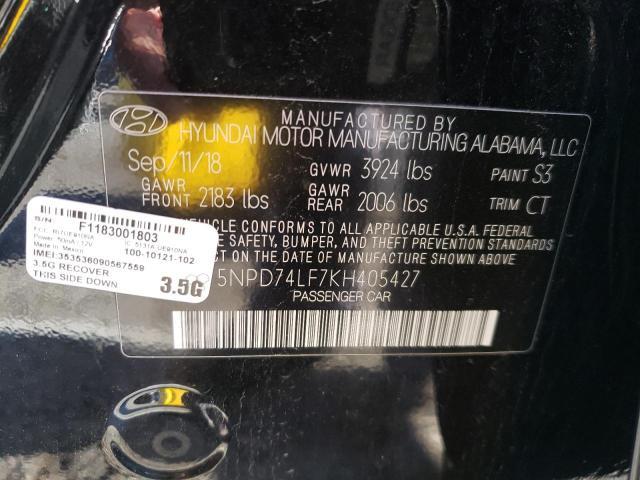 MANUFACTURED BY
HYUNDAI MOTOR MANUFACTURING ALABAMA, LLC
Sep/11/18 GVWR 3924 lbs PAINT S3
GAWR FRONT 2183 lbs GAWR REAR 2006 lbs TRIM CT
VEHICLE CONFORMS TO ALL APPLICABLE U.S.A. FEDERAL
SAFETY, BUMPER, AND THEFT PREVENTION
DATE OF MANUFACTURE SHOWN ABOVE
5NPD74LF7KH405427
PASSENGER CAR
S/N
F1183001803
Made in Mexico
100-10121-102
IMEI:353536090567559
3.5G RECOVER
THIS SIDE DOWN
3.5G